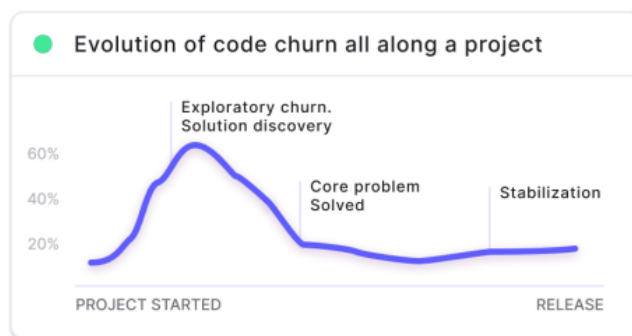 Evolution of code churn all along a project
Exploratory churn.
Solution discovery
60%
Core problem
Solved
Stabilization
40%
20%
PROJECT STARTED
RELEASE